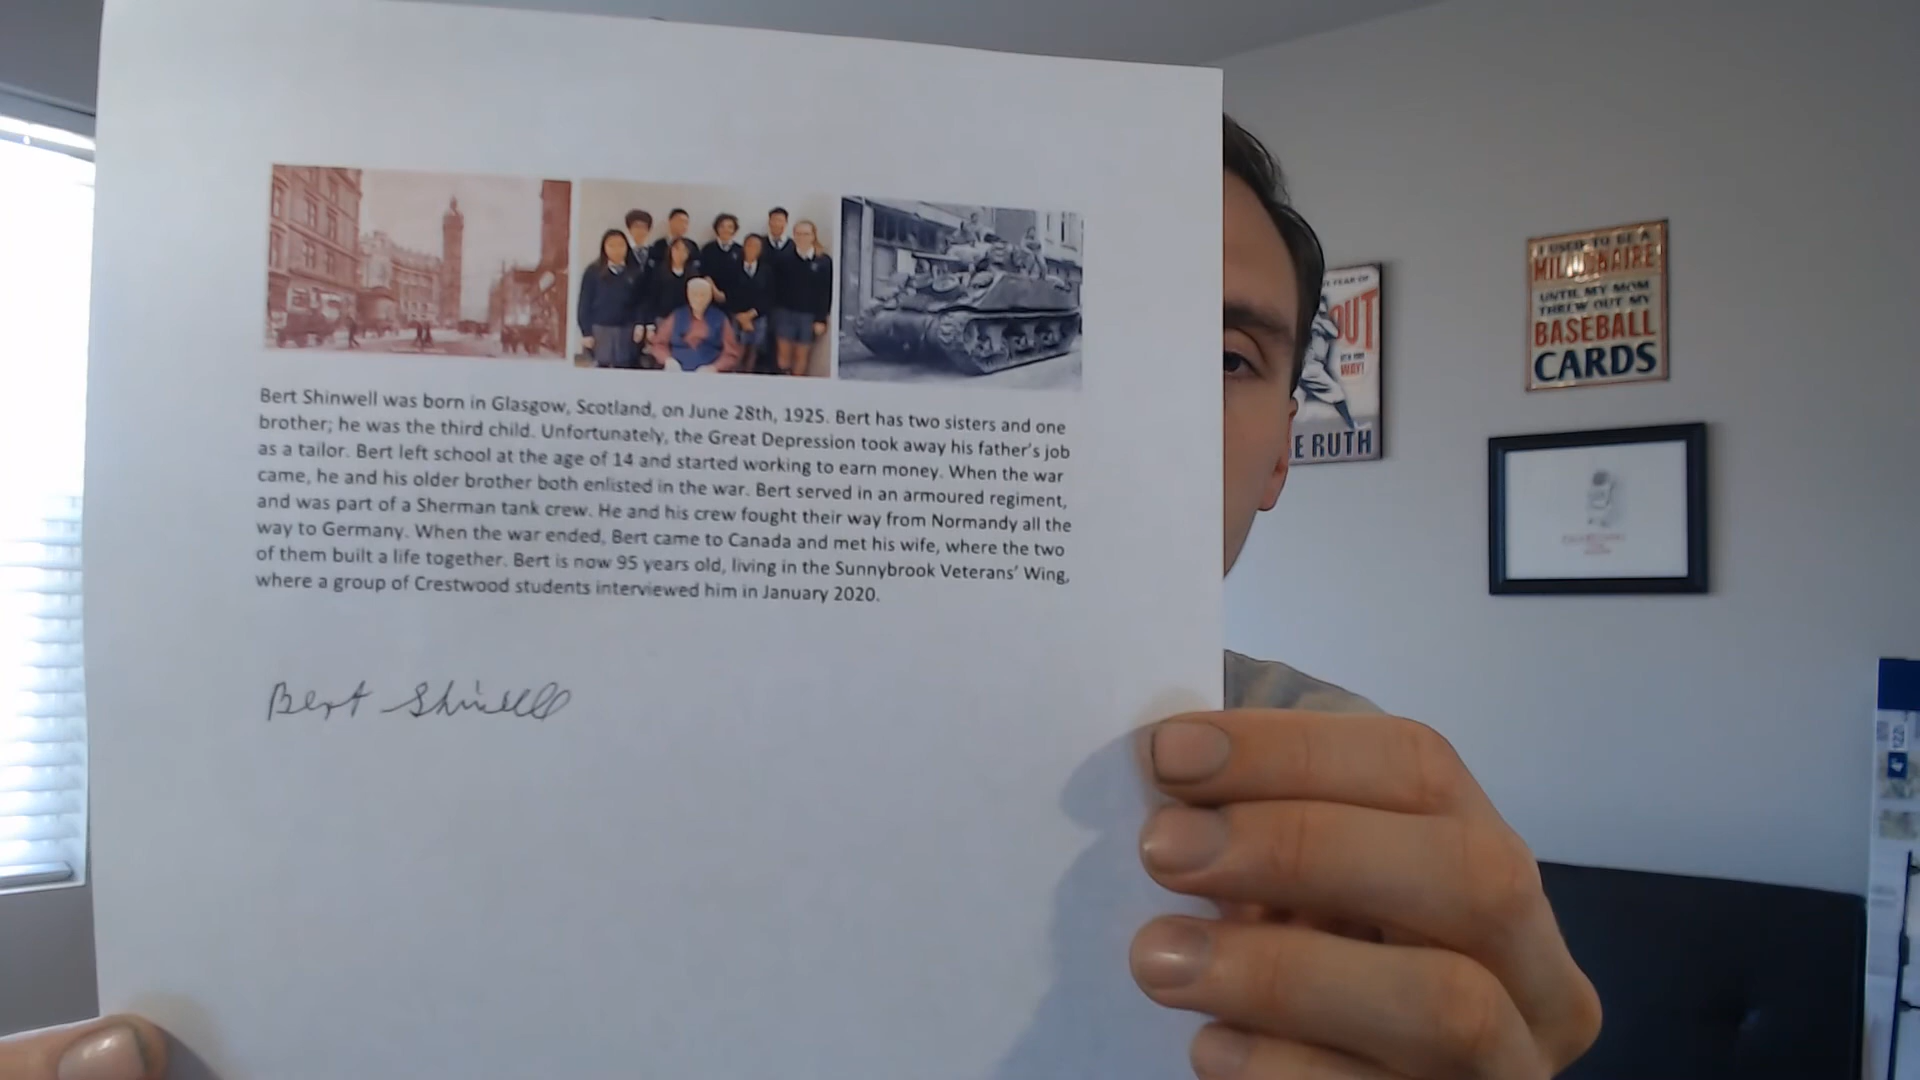 Bert Shinwell was born in Glasgow, Scotland, on June 28th, 1925. Bert has two sisters and one
brother; he was the third child. Unfortunately, the Great Depression took away his father's job
as a tailor. Bert left school at the age of 14 and started working to earn money. When the war
came, he and his older brother both enlisted in the war. Bert served in an armoured regiment,
and was part of a Sherman tank crew. He and his crew fought their way from Normandy all the
way to Germany. When the war ended, Bert came to Canada and met his wife, where the two
of them built a life together. Bert is now 95 years old, living in the Sunnybrook Veterans' Wing,
where a group of Crestwood students interviewed him in January 2020.
Bert Shinwell
YEAR OF
OUT
WAY!
E RUTH
I USED TO BE A
MILLIONAIRE
UNTIL MY MOM
THREW OUT MY
BASEBALL
CARDS